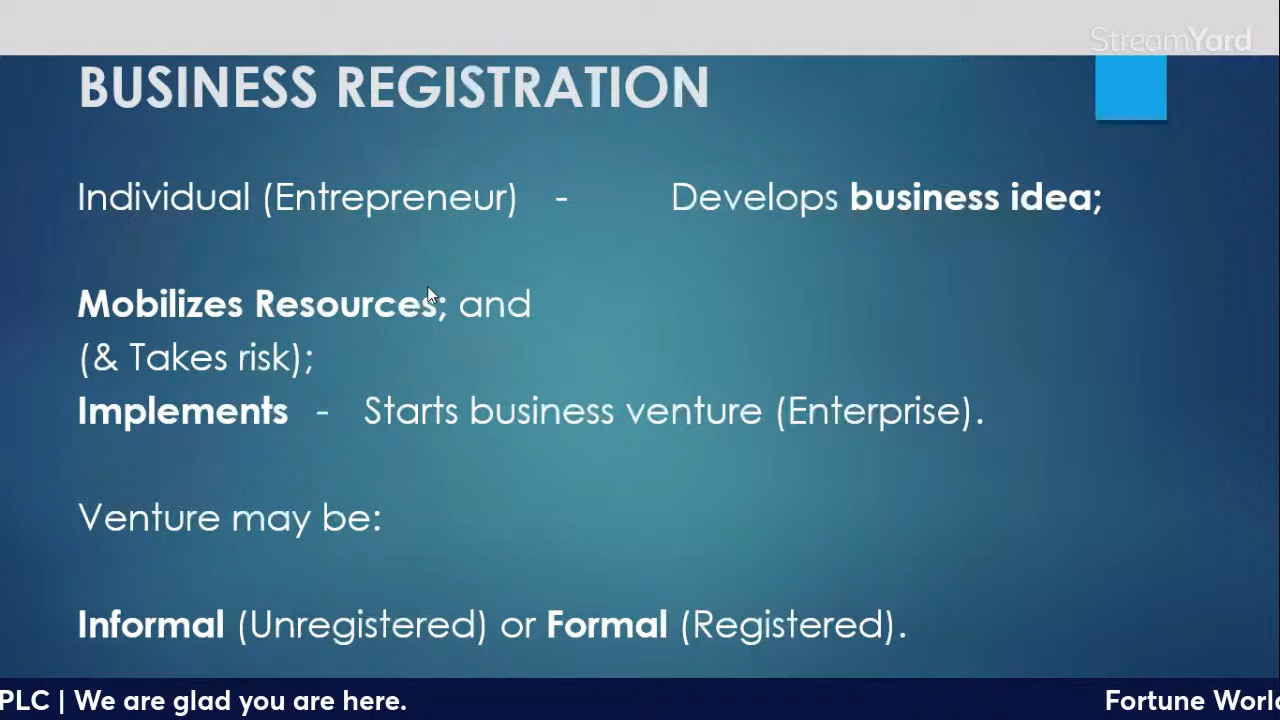 StreamYard
BUSINESS REGISTRATION
Individual (Entrepreneur) - Develops business idea;
Mobilizes Resources; and
(& Takes risk);
Implements - Starts business venture (Enterprise).
Venture may be:
Informal (Unregistered) or Formal (Registered).
PLC | We are glad you are here. Fortune World